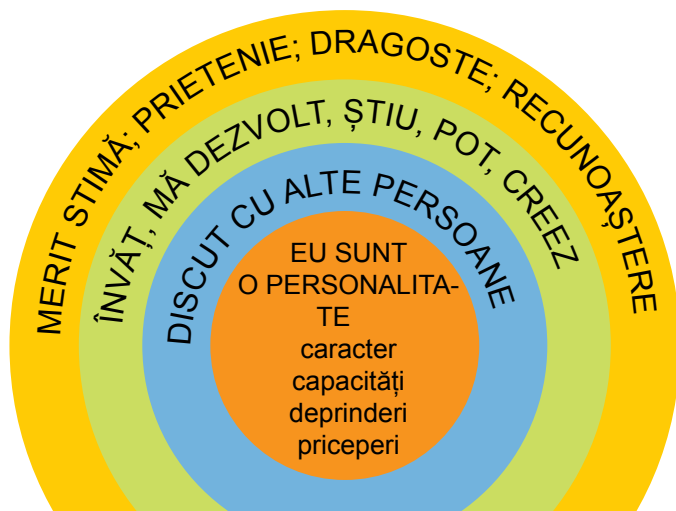 MERIT STIMĂ; PRIETENIE; DRAGOSTE; RECUNOAȘTERE
ÎNVĂȚ, MĂ DEZVOLT, ȘTIU, POT, CREEZ
DISCUT CU ALTE PERSOANE
EU SUNT
O PERSONALITA-
TE
caracter
capacități
deprinderi
priceperi